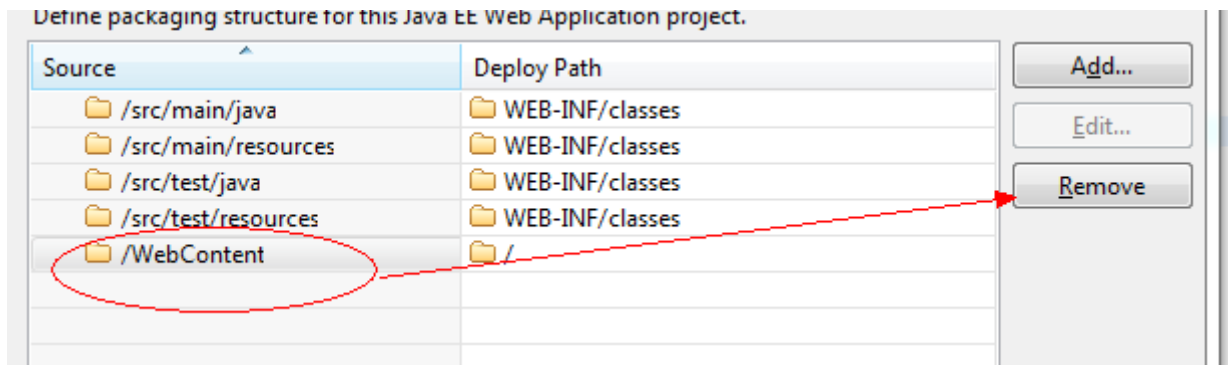 Define packaging structure for this Java EE Web Application project.
Source Deploy Path Add...
/src/main/java WEB-INF/classes
/src/main/resources WEB-INF/classes Edit...
/src/test/java WEB-INF/classes Remove
/src/test/resources WEB-INF/classes
/WebContent /